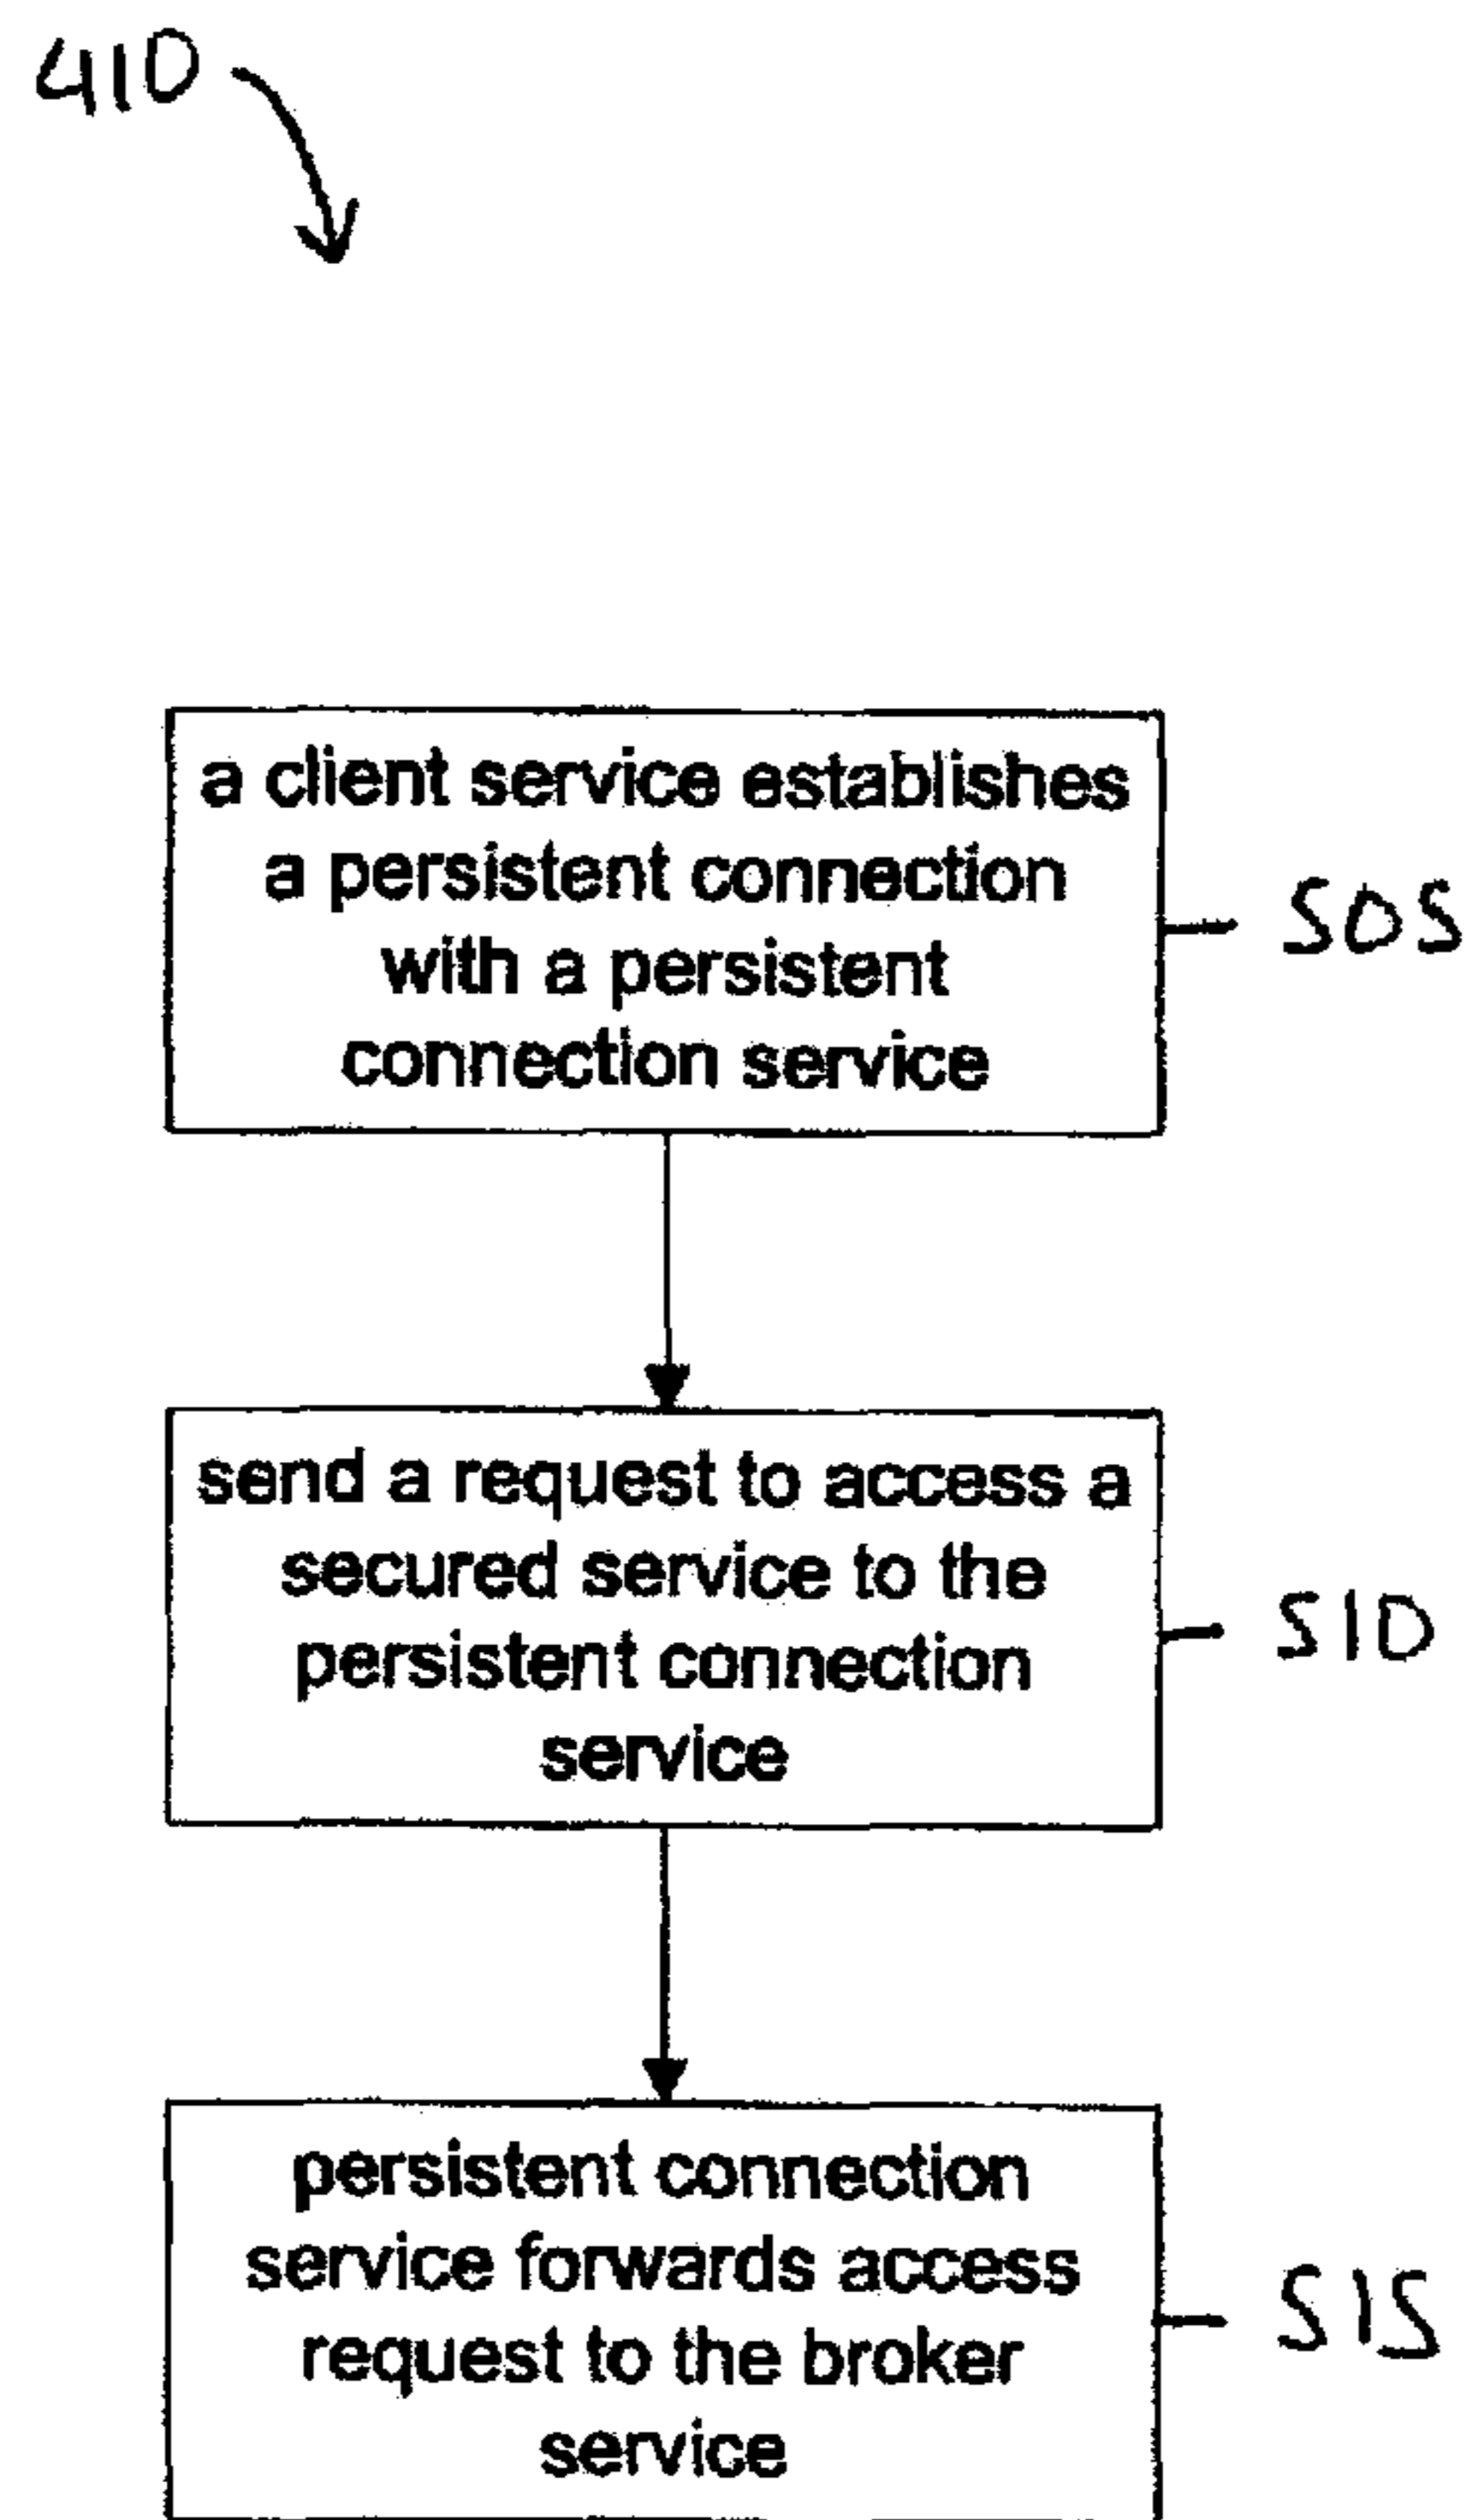 410
a client service establishes
a persistent connection
with a persistent
connection service
505
send a request to access a
secured service to the
persistent connection
service
510
persistent connection
service forwards access
request to the broker
service
515